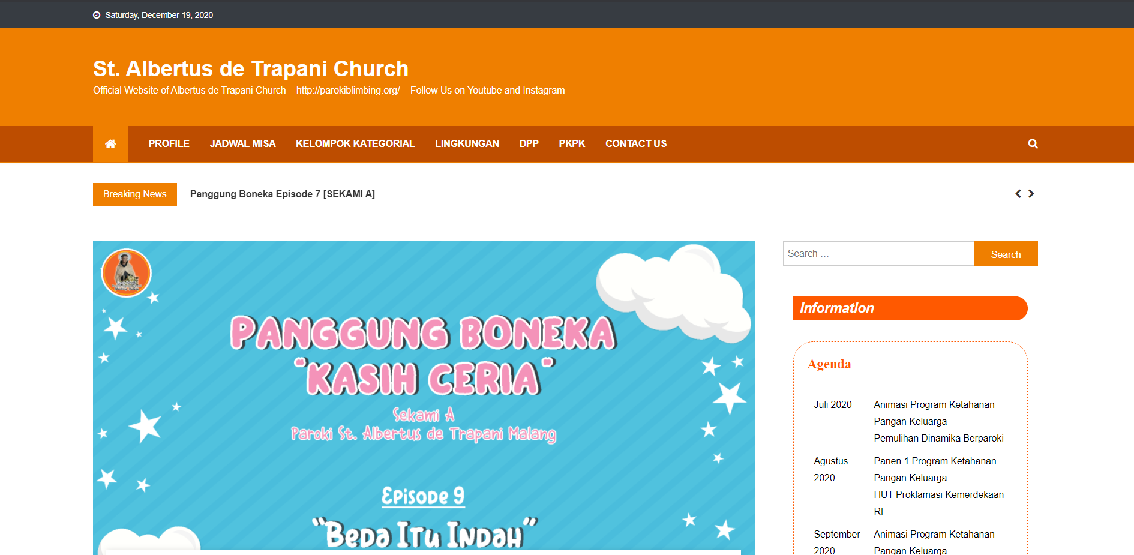 Saturday, December 19, 2020
St. Albertus de Trapani Church
Official Website of Albertus de Trapani Church http://parokiblimbing.org/ Follow Us on Youtube and Instagram
PROFILE JADWAL MISA KELOMPOK KATEGORIAL LINGKUNGAN DPP PKPK CONTACT US
Breaking News Panggung Boneka Episode 7 [SEKAMI A]
PANGGUNG BONEKA
"KASIH CERIA"
Sekami A
Paroki St. Albertus de Trapani Malang
Episode 9
"Beda Itu Indah"
Search ... Search
Information
Agenda
Juli 2020 Animasi Program Ketahanan
Pangan Keluarga
Pemulihan Dinamika Berparoki
Agustus Panen 1 Program Ketahanan
2020 Pangan Keluarga
HUT Proklamasi Kemerdekaan
RI
September Animasi Program Ketahanan
2020 Pangan Keluarga